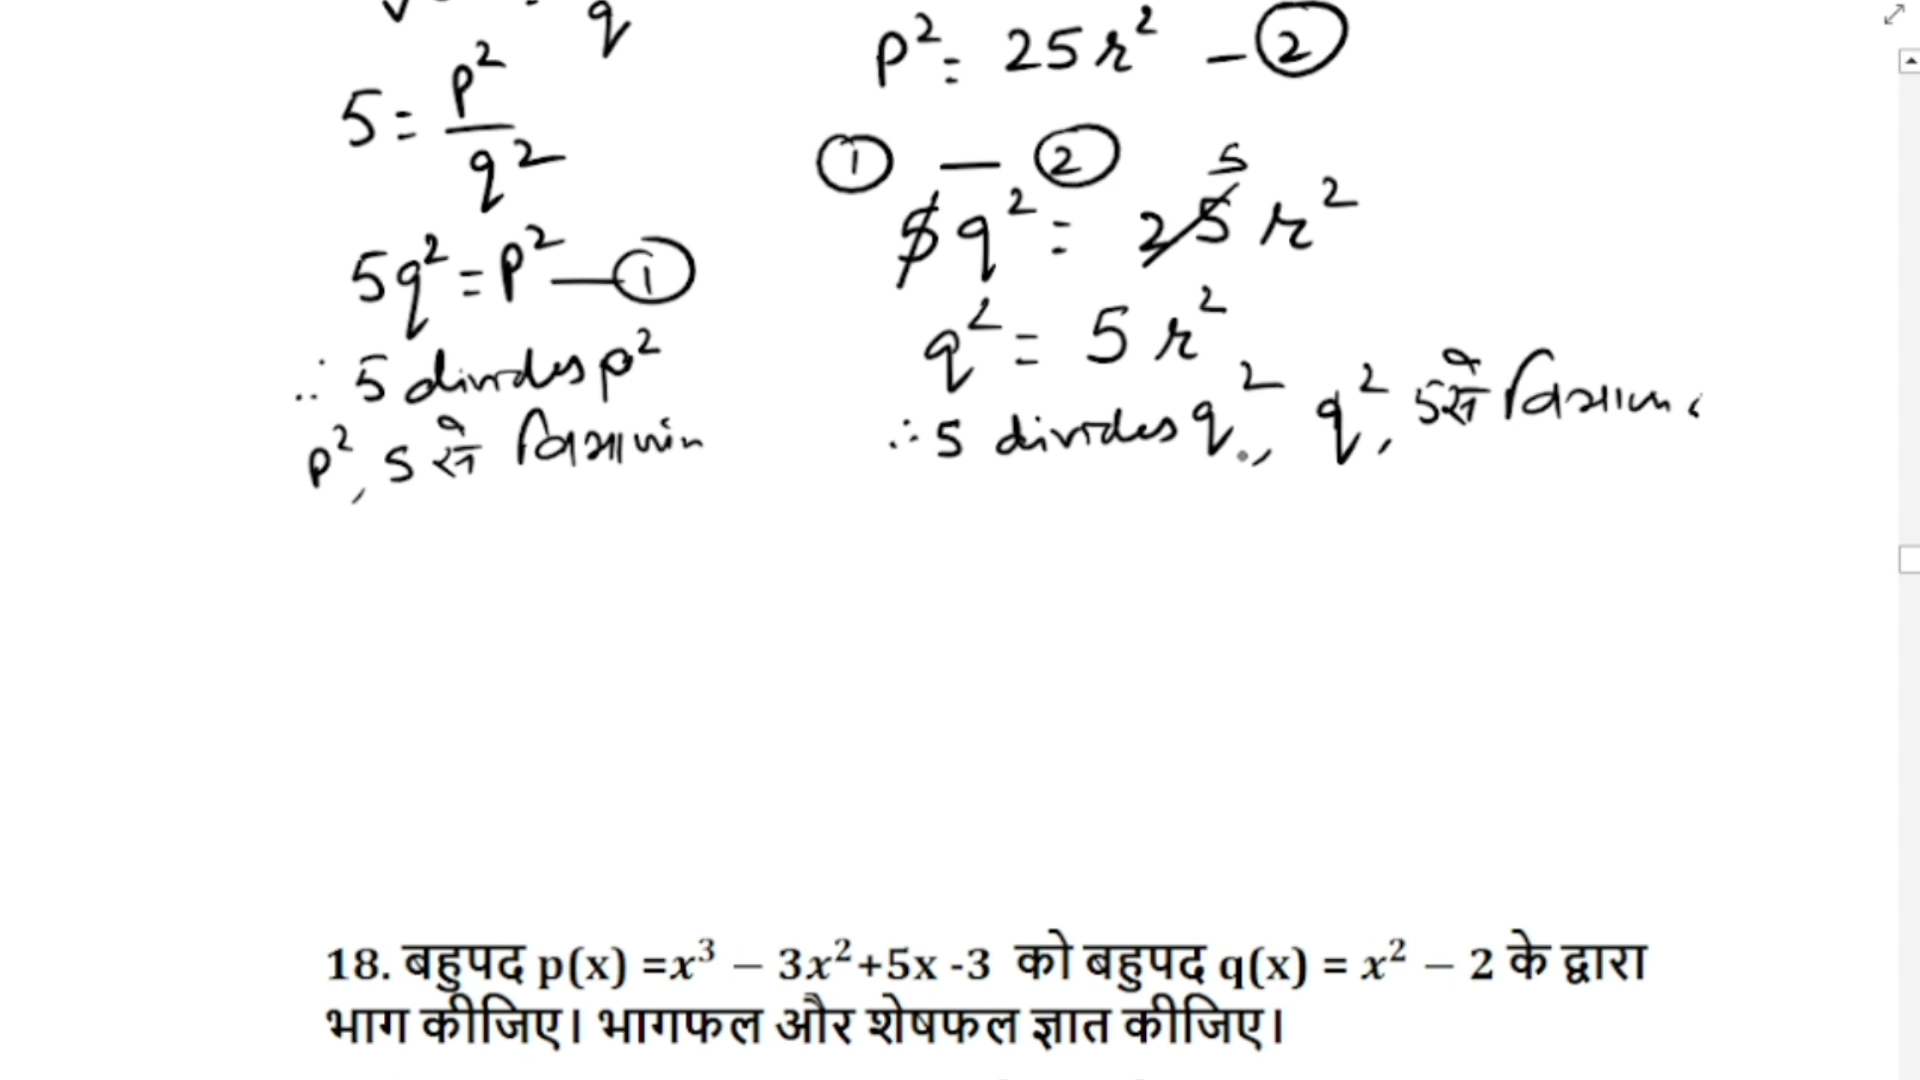 q
5 = p²/q²
5q² = p² — ①
∴ 5 divides p²
p², 5 से विभाजित
p² = 25r² — ②
① — ②
5q² = 25r² 5
q² = 5r²
∴ 5 divides q², q², 5 से
18. बहुपद p(x) =x³ − 3x²+5x -3 को बहुपद q(x) = x² − 2 के द्वारा
भाग कीजिए। भागफल और शेषफल ज्ञात कीजिए।